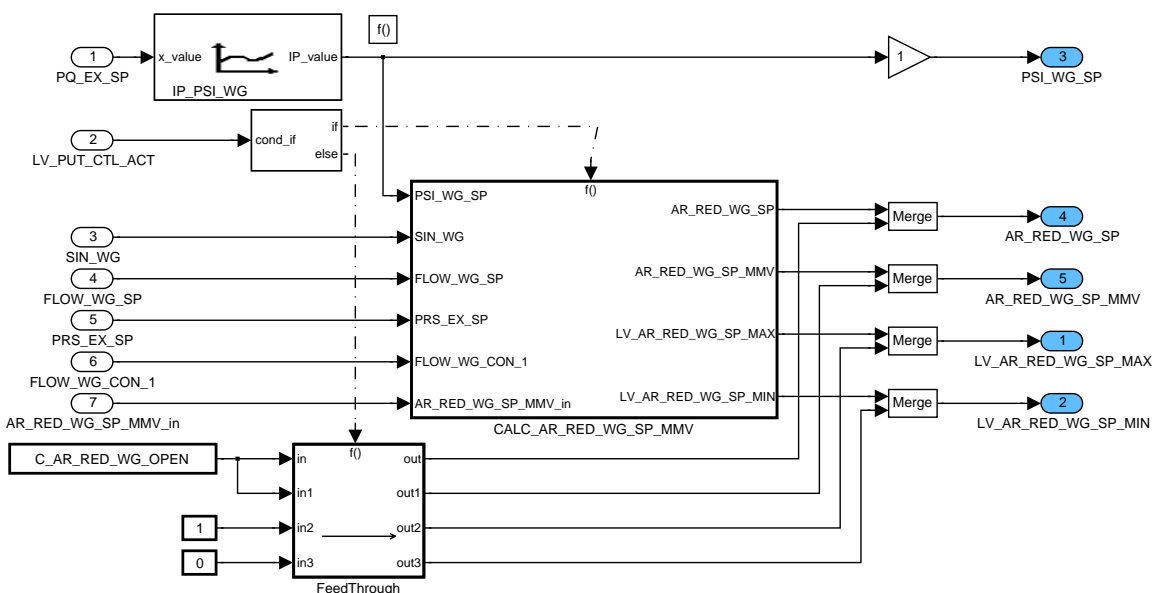 f()
1
x_value
IP_value
1
3
PQ_EX_SP
IP_PSI_WG
PSI_WG_SP
if
2
cond_if
else
LV_PUT_CTL_ACT
f()
PSI_WG_SP
AR_RED_WG_SP
Merge
4
AR_RED_WG_SP
3
SIN_WG
SIN_WG
4
FLOW_WG_SP
FLOW_WG_SP
AR_RED_WG_SP_MMV
Merge
5
AR_RED_WG_SP_MMV
5
PRS_EX_SP
PRS_EX_SP
LV_AR_RED_WG_SP_MAX
Merge
1
LV_AR_RED_WG_SP_MAX
6
FLOW_WG_CON_1
FLOW_WG_CON_1
7
AR_RED_WG_SP_MMV_in
AR_RED_WG_SP_MMV_in
LV_AR_RED_WG_SP_MIN
Merge
2
LV_AR_RED_WG_SP_MIN
CALC_AR_RED_WG_SP_MMV
f()
C_AR_RED_WG_OPEN
in
out
in1
out1
1
in2
out2
0
in3
out3
FeedThrough